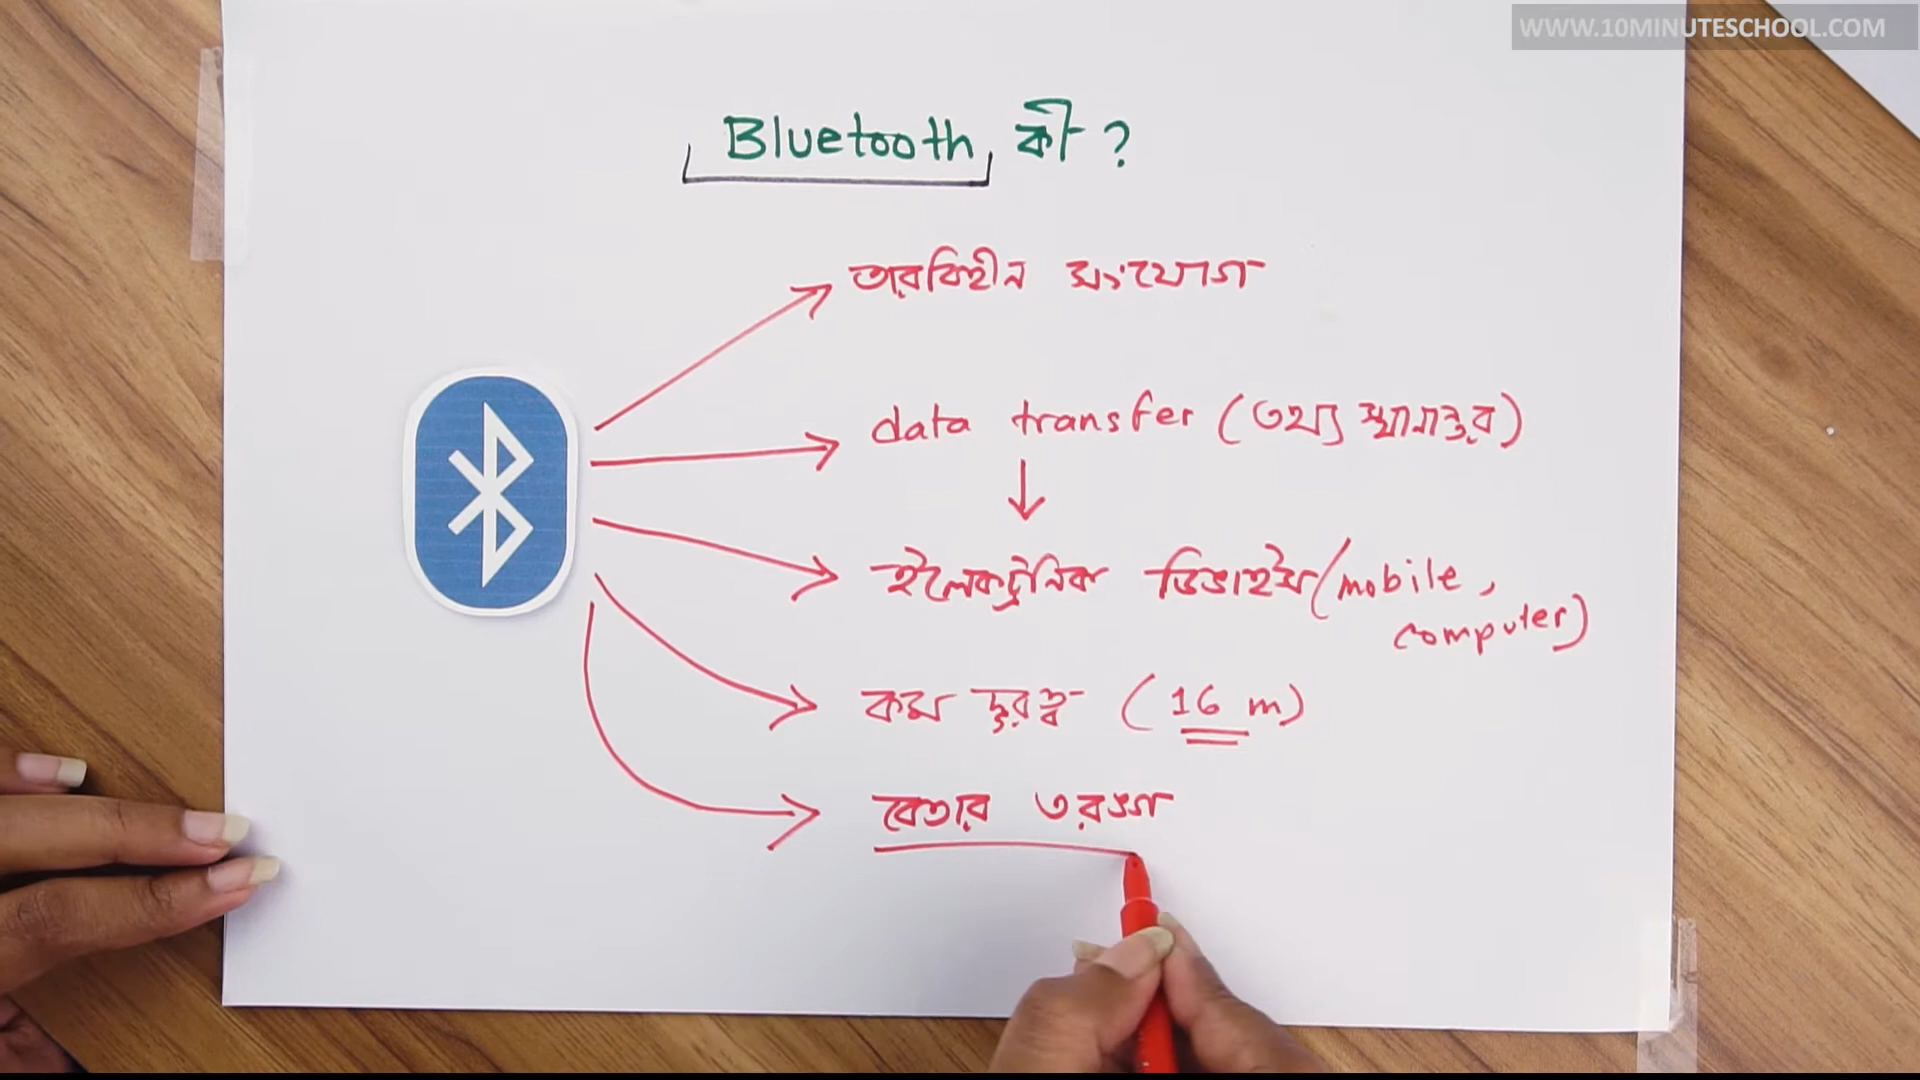 WWW.10MINUTESCHOOL.COM
Bluetooth কী ?
তারবিহীন সংযোগ
data transfer (তথ্য স্থানান্তর)
ইলেকট্রনিক ডিভাইস (mobile,
computer)
কম দূরত্ব (16 m)
বেতার তরঙ্গ